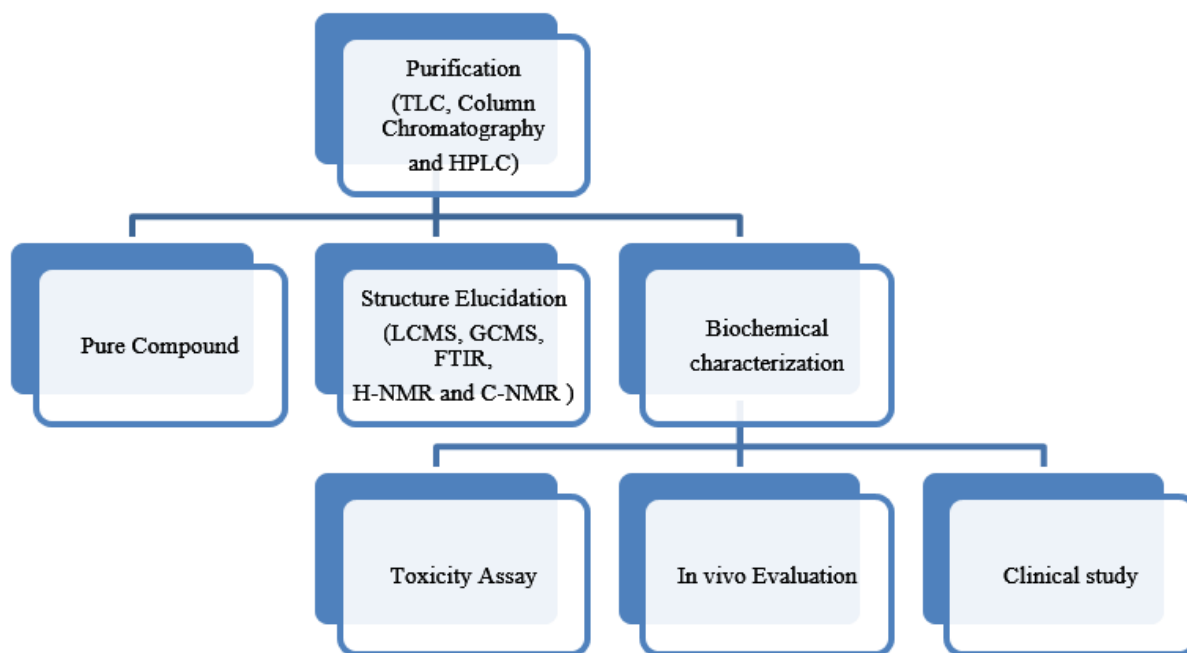 Purification
(TLC, Column
Chromatography
and HPLC)
Pure Compound
Structure Elucidation
(LCMS, GCMS,
FTIR,
H-NMR and C-NMR )
Biochemical
characterization
Toxicity Assay
In vivo Evaluation
Clinical study